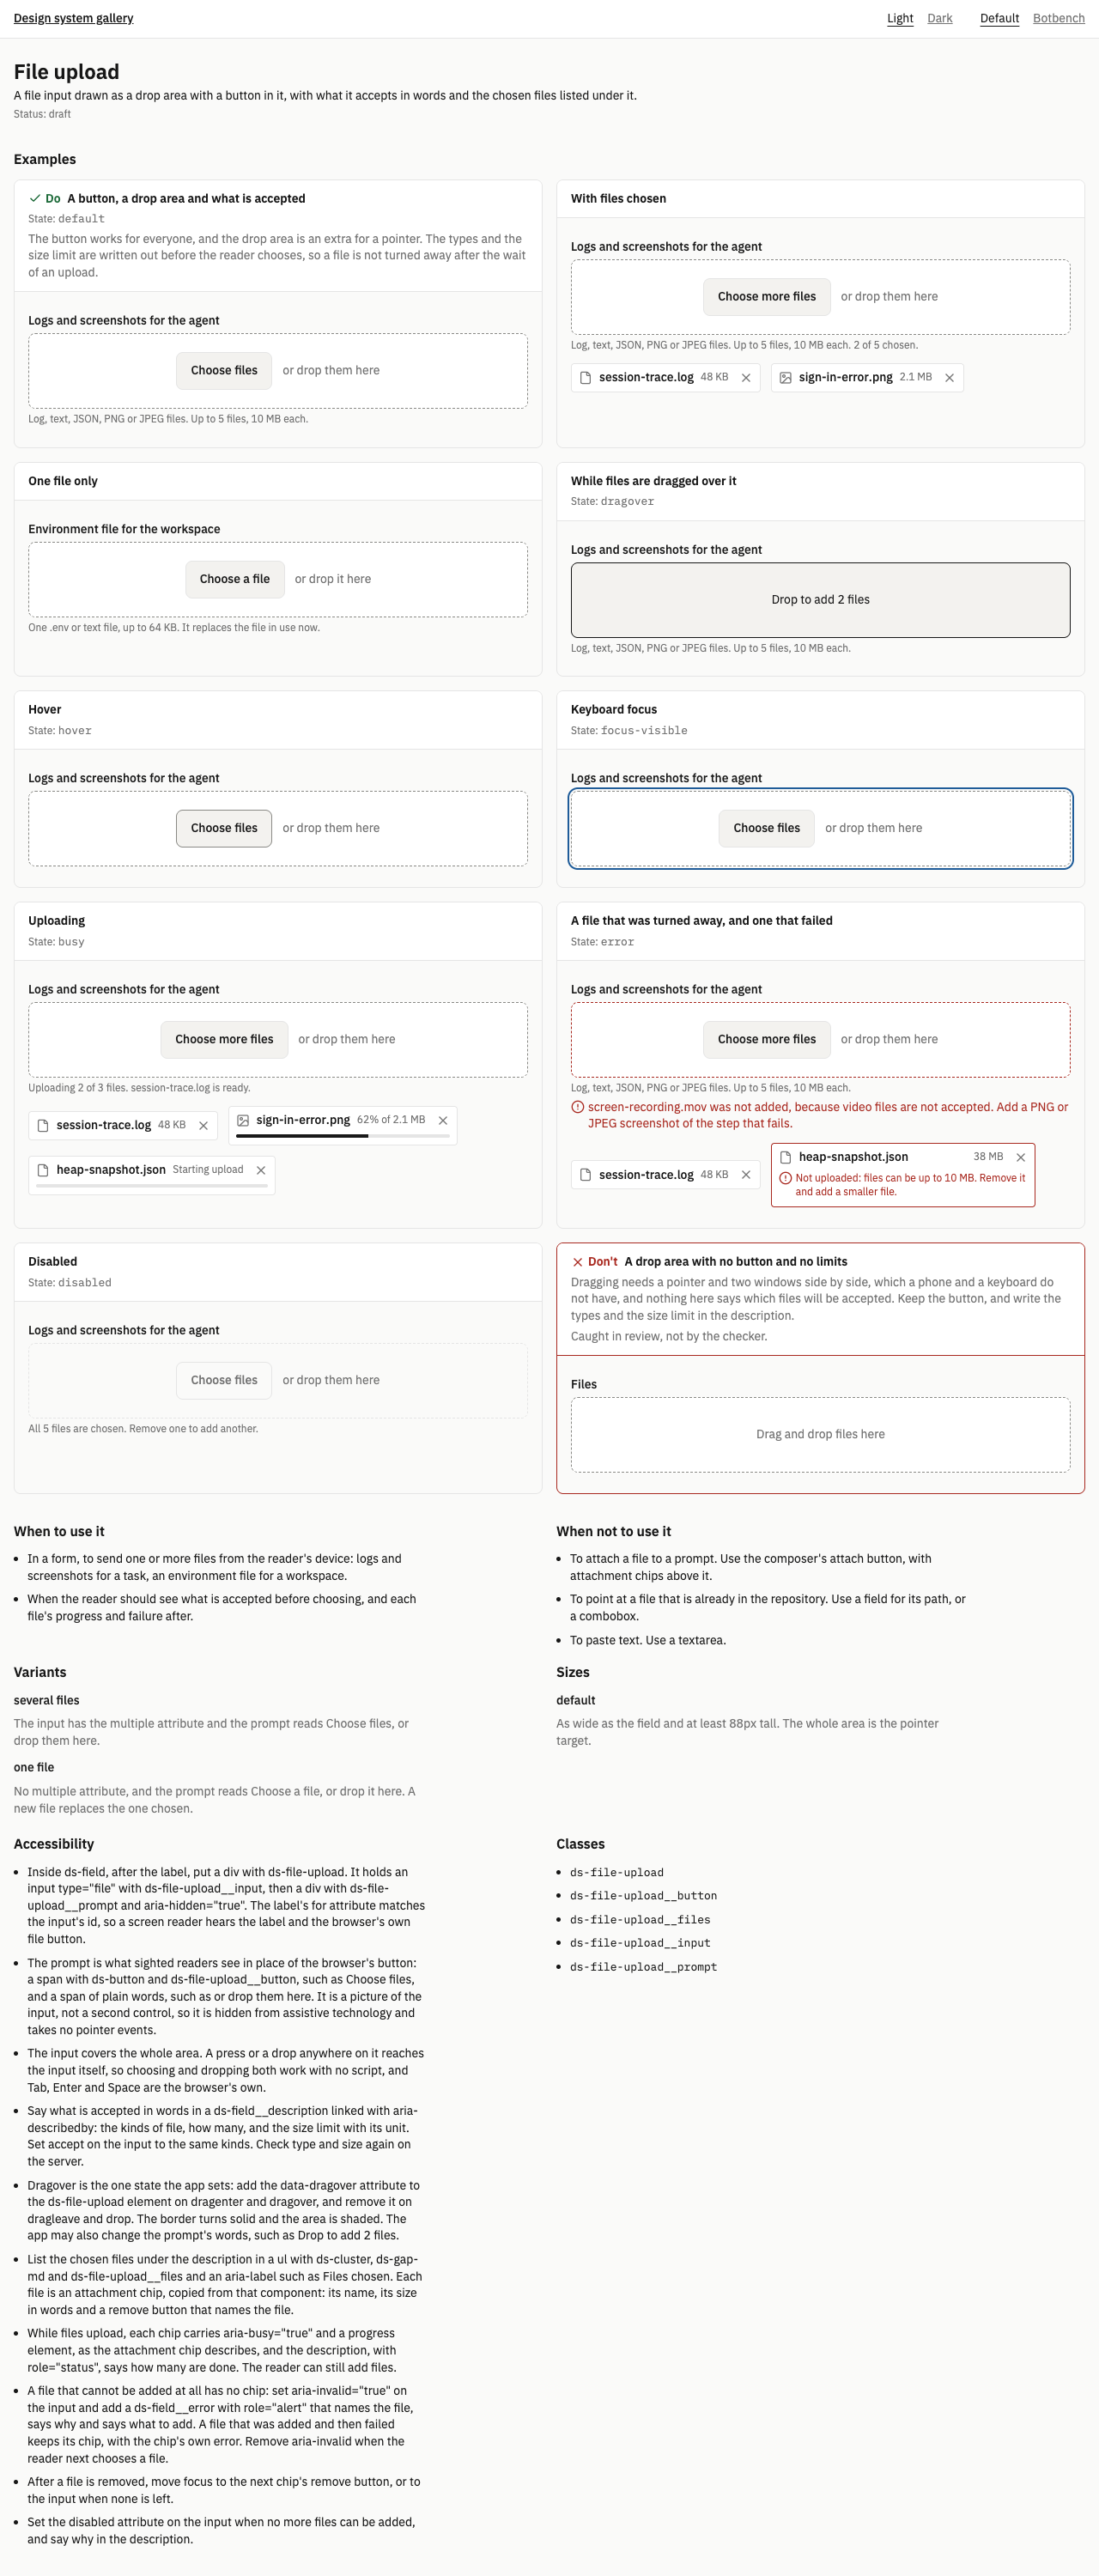 Design system gallery
Light Dark Default Botbench
File upload
A file input drawn as a drop area with a button in it, with what it accepts in words and the chosen files listed under it.
Status: draft
Examples
Do A button, a drop area and what is accepted
State: default
The button works for everyone, and the drop area is an extra for a pointer. The types and the
size limit are written out before the reader chooses, so a file is not turned away after the wait
of an upload.
Logs and screenshots for the agent
Choose files or drop them here
Log, text, JSON, PNG or JPEG files. Up to 5 files, 10 MB each.
With files chosen
Logs and screenshots for the agent
Choose more files or drop them here
Log, text, JSON, PNG or JPEG files. Up to 5 files, 10 MB each. 2 of 5 chosen.
session-trace.log 48 KB sign-in-error.png 2.1 MB
One file only
Environment file for the workspace
Choose a file or drop it here
One .env or text file, up to 64 KB. It replaces the file in use now.
While files are dragged over it
State: dragover
Logs and screenshots for the agent
Drop to add 2 files
Log, text, JSON, PNG or JPEG files. Up to 5 files, 10 MB each.
Hover
State: hover
Logs and screenshots for the agent
Choose files or drop them here
Keyboard focus
State: focus-visible
Logs and screenshots for the agent
Choose files or drop them here
Uploading
State: busy
Logs and screenshots for the agent
Choose more files or drop them here
Uploading 2 of 3 files. session-trace.log is ready.
session-trace.log 48 KB sign-in-error.png 62% of 2.1 MB
heap-snapshot.json Starting upload
A file that was turned away, and one that failed
State: error
Logs and screenshots for the agent
Choose more files or drop them here
Log, text, JSON, PNG or JPEG files. Up to 5 files, 10 MB each.
screen-recording.mov was not added, because video files are not accepted. Add a PNG or
JPEG screenshot of the step that fails.
session-trace.log 48 KB heap-snapshot.json 38 MB
Not uploaded: files can be up to 10 MB. Remove it
and add a smaller file.
Disabled
State: disabled
Logs and screenshots for the agent
Choose files or drop them here
All 5 files are chosen. Remove one to add another.
Don't A drop area with no button and no limits
Dragging needs a pointer and two windows side by side, which a phone and a keyboard do
not have, and nothing here says which files will be accepted. Keep the button, and write the
types and the size limit in the description.
Caught in review, not by the checker.
Files
Drag and drop files here
When to use it
In a form, to send one or more files from the reader's device: logs and
screenshots for a task, an environment file for a workspace.
When the reader should see what is accepted before choosing, and each
file's progress and failure after.
When not to use it
To attach a file to a prompt. Use the composer's attach button, with
attachment chips above it.
To point at a file that is already in the repository. Use a field for its path, or
a combobox.
To paste text. Use a textarea.
Variants
several files
The input has the multiple attribute and the prompt reads Choose files, or
drop them here.
one file
No multiple attribute, and the prompt reads Choose a file, or drop it here. A
new file replaces the one chosen.
Sizes
default
As wide as the field and at least 88px tall. The whole area is the pointer
target.
Accessibility
Inside ds-field, after the label, put a div with ds-file-upload. It holds an
input type="file" with ds-file-upload__input, then a div with ds-file-
upload__prompt and aria-hidden="true". The label's for attribute matches
the input's id, so a screen reader hears the label and the browser's own
file button.
The prompt is what sighted readers see in place of the browser's button:
a span with ds-button and ds-file-upload__button, such as Choose files,
and a span of plain words, such as or drop them here. It is a picture of the
input, not a second control, so it is hidden from assistive technology and
takes no pointer events.
The input covers the whole area. A press or a drop anywhere on it reaches
the input itself, so choosing and dropping both work with no script, and
Tab, Enter and Space are the browser's own.
Say what is accepted in words in a ds-field__description linked with aria-
describedby: the kinds of file, how many, and the size limit with its unit.
Set accept on the input to the same kinds. Check type and size again on
the server.
Dragover is the one state the app sets: add the data-dragover attribute to
the ds-file-upload element on dragenter and dragover, and remove it on
dragleave and drop. The border turns solid and the area is shaded. The
app may also change the prompt's words, such as Drop to add 2 files.
List the chosen files under the description in a ul with ds-cluster, ds-gap-
md and ds-file-upload__files and an aria-label such as Files chosen. Each
file is an attachment chip, copied from that component: its name, its size
in words and a remove button that names the file.
While files upload, each chip carries aria-busy="true" and a progress
element, as the attachment chip describes, and the description, with
role="status", says how many are done. The reader can still add files.
A file that cannot be added at all has no chip: set aria-invalid="true" on
the input and add a ds-field__error with role="alert" that names the file,
says why and says what to add. A file that was added and then failed
keeps its chip, with the chip's own error. Remove aria-invalid when the
reader next chooses a file.
After a file is removed, move focus to the next chip's remove button, or to
the input when none is left.
Set the disabled attribute on the input when no more files can be added,
and say why in the description.
Classes
ds-file-upload
ds-file-upload__button
ds-file-upload__files
ds-file-upload__input
ds-file-upload__prompt